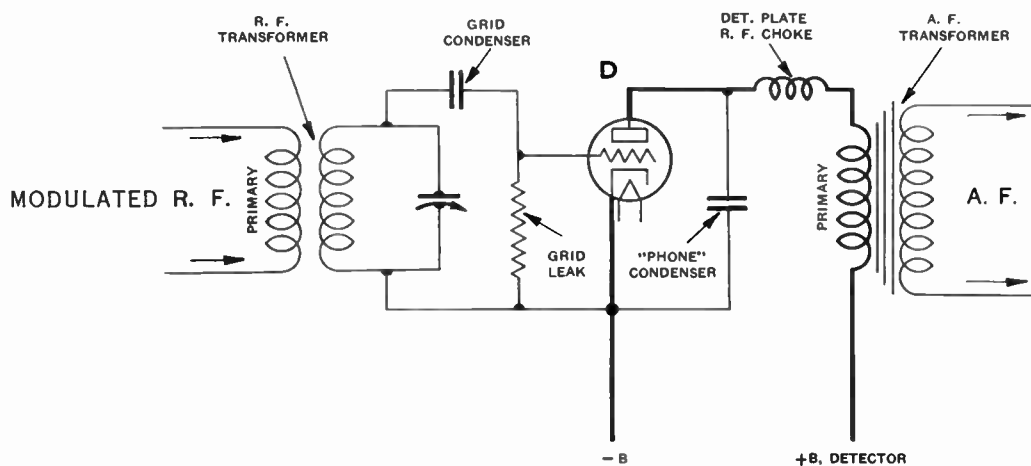 R. F.
TRANSFORMER
GRID
CONDENSER
D
DET. PLATE
R. F. CHOKE
A. F.
TRANSFORMER
MODULATED R. F.
PRIMARY
GRID
LEAK
"PHONE"
CONDENSER
PRIMARY
A. F.
– B
+B, DETECTOR